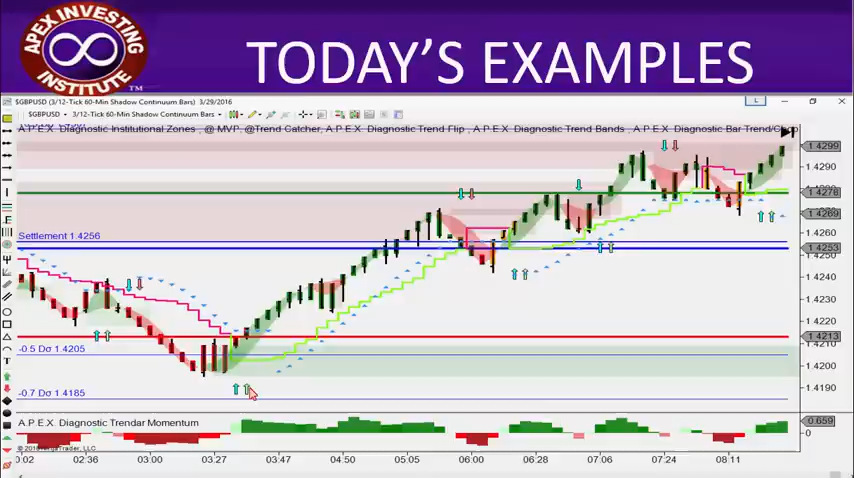 APEX INVESTING
INSTITUTE
TM
TODAY'S EXAMPLES
$GBPUSD (3/12-Tick 60-Min Shadow Continuum Bars) 3/29/2016
$GBPUSD (3/12-Tick 60-Min Shadow Continuum Bars
A.P.E.X. Diagnostic Institutional Zones , @ MVP, @Trend Catcher, A.P.E.X. Diagnostic Trend Flip , A.P.E.X. Diagnostic Trend Bands , A.P.E.X. Diagnostic Bar Trend/Chop
1.4299
1.4290
1.4278
1.4269
Settlement 1.4256
1.4253
1.4240
1.4230
1.4220
1.4213
1.4210
-0.5 Dσ 1.4205
1.4200
-0.7 Dσ 1.4185
1.4190
A.P.E.X. Diagnostic Trendar Momentum
0.659
0
02:36 03:00 03:27 03:47 04:50 05:05 06:00 06:28 07:06 07:24 08:11